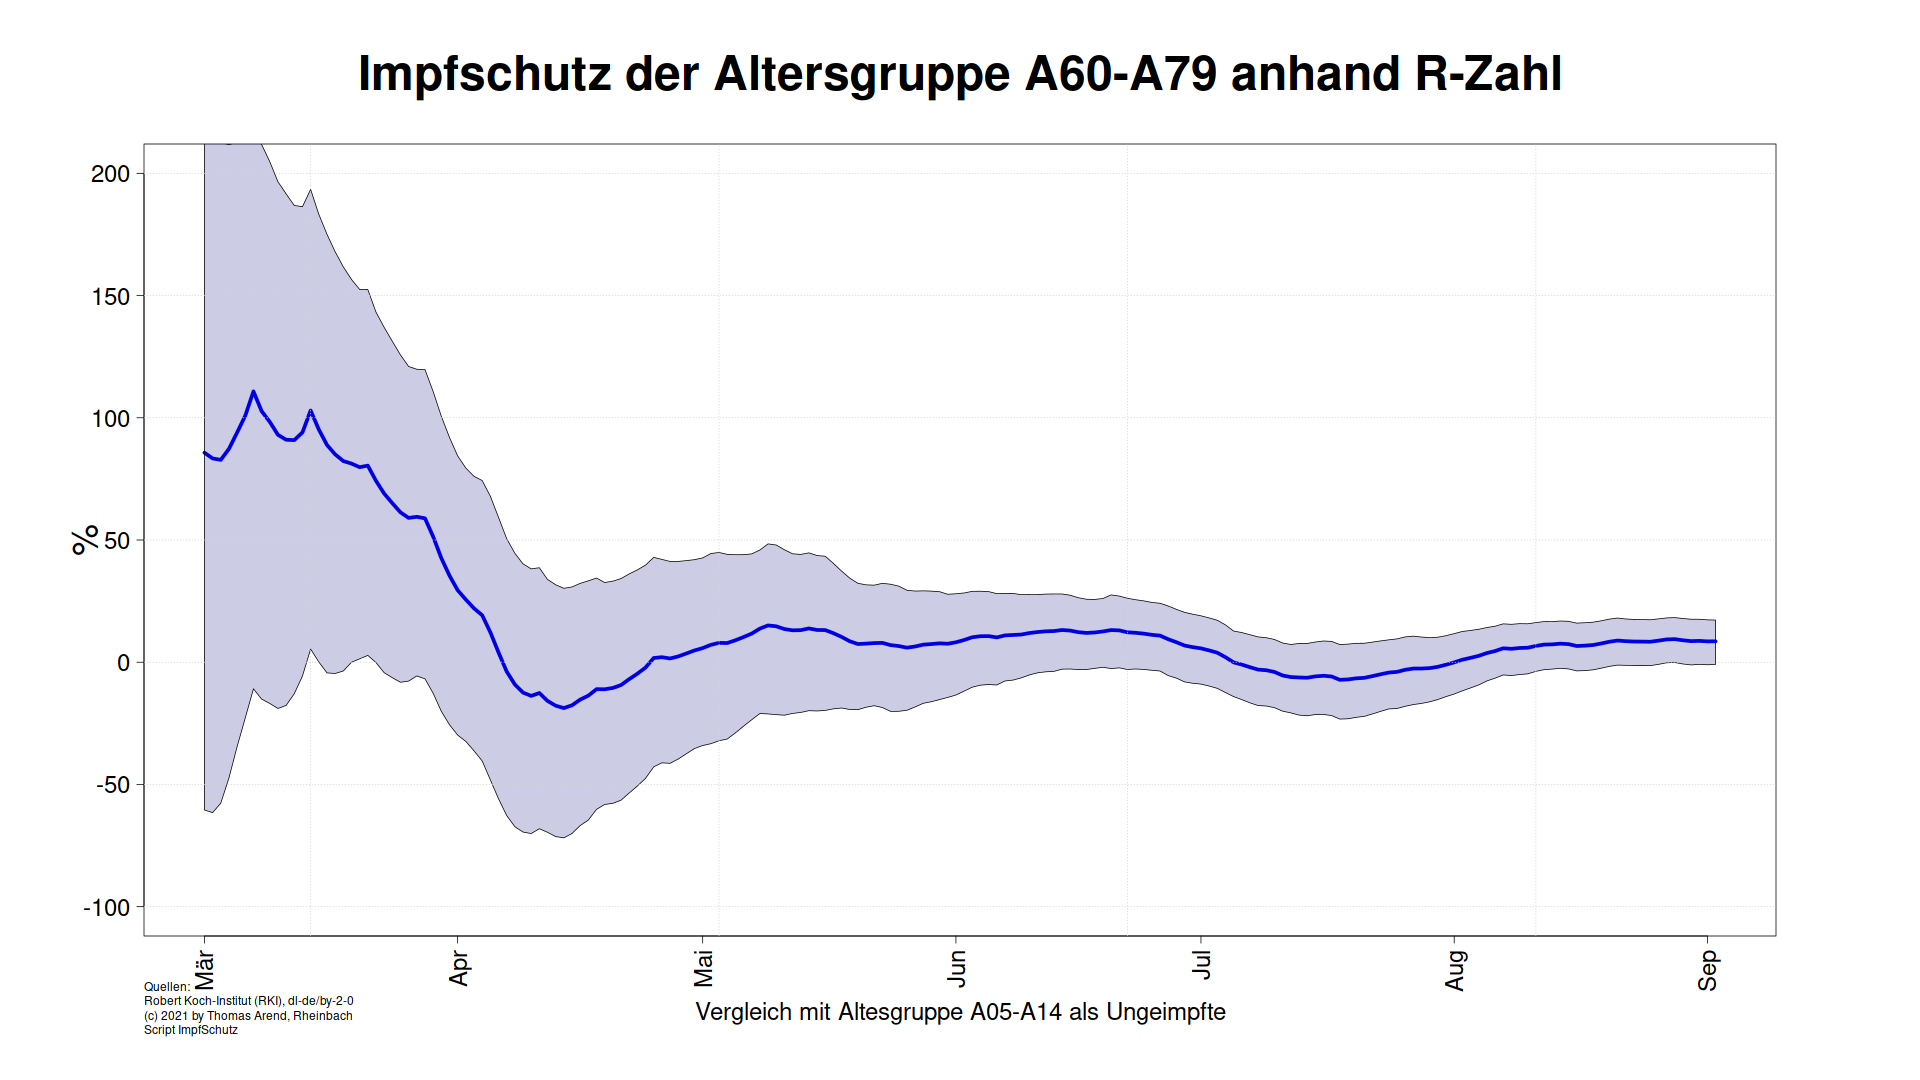 Impfschutz der Altersgruppe A60-A79 anhand R-Zahl
200
150
100
50
0
-50
-100
%
Mär
Apr
Mai
Jun
Jul
Aug
Sep
Vergleich mit Altesgruppe A05-A14 als Ungeimpfte
Quellen:
Robert Koch-Institut (RKI), dl-de/by-2-0
(c) 2021 by Thomas Arend, Rheinbach
Script ImpfSchutz